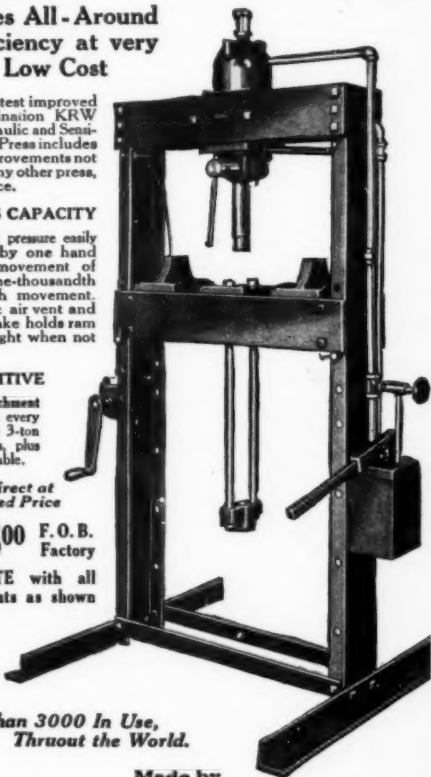 es All-Around
ciency at very
Low Cost
test improved
ination KRW
aulic and Sensi-
Press includes
rovements not
ny other press,
ce.
CAPACITY
pressure easily
by one hand
movement of
ne-thousandth
h movement.
air vent and
ake holds ram
ght when not
ITIVE
chment
every
3-ton
, plus
able.
irect at
ed Price
00 F.O.B.
Factory
TE with all
nts as shown
han 3000 In Use,
Thruout the World.
Made by